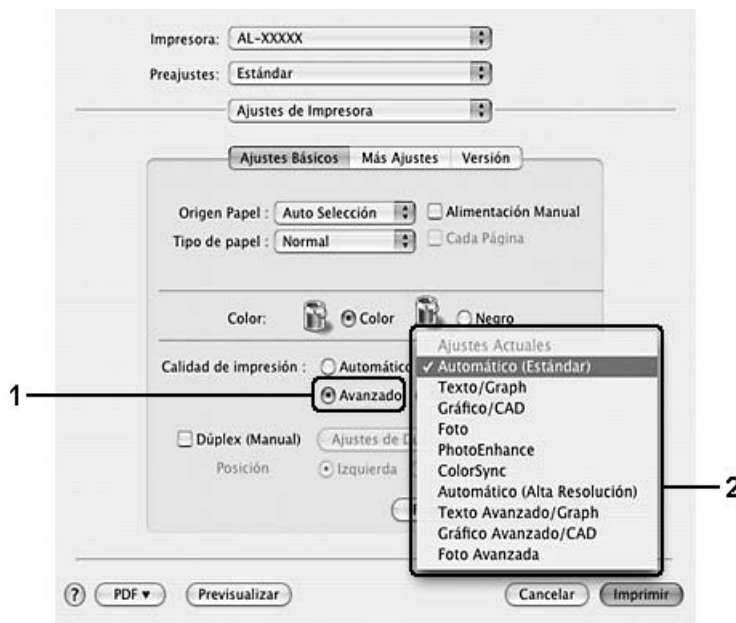 Impresora: AL-XXXXX
Preajustes: Estándar
Ajustes de Impresora
Ajustes Básicos Más Ajustes Versión
Origen Papel : Auto Selección Alimentación Manual
Tipo de papel : Normal Cada Página
Color: Color Negro
Calidad de impresión : Automático
1 Avanzado
Dúplex (Manual) Ajustes de
Posición Izquierda
Ajustes Actuales
✓ Automático (Estándar)
Texto/Graph
Gráfico/CAD
Foto
PhotoEnhance
ColorSync
Automático (Alta Resolución)
Texto Avanzado/Graph
Gráfico Avanzado/CAD
Foto Avanzada
2
? PDF ▼ Previsualizar Cancelar Imprimir